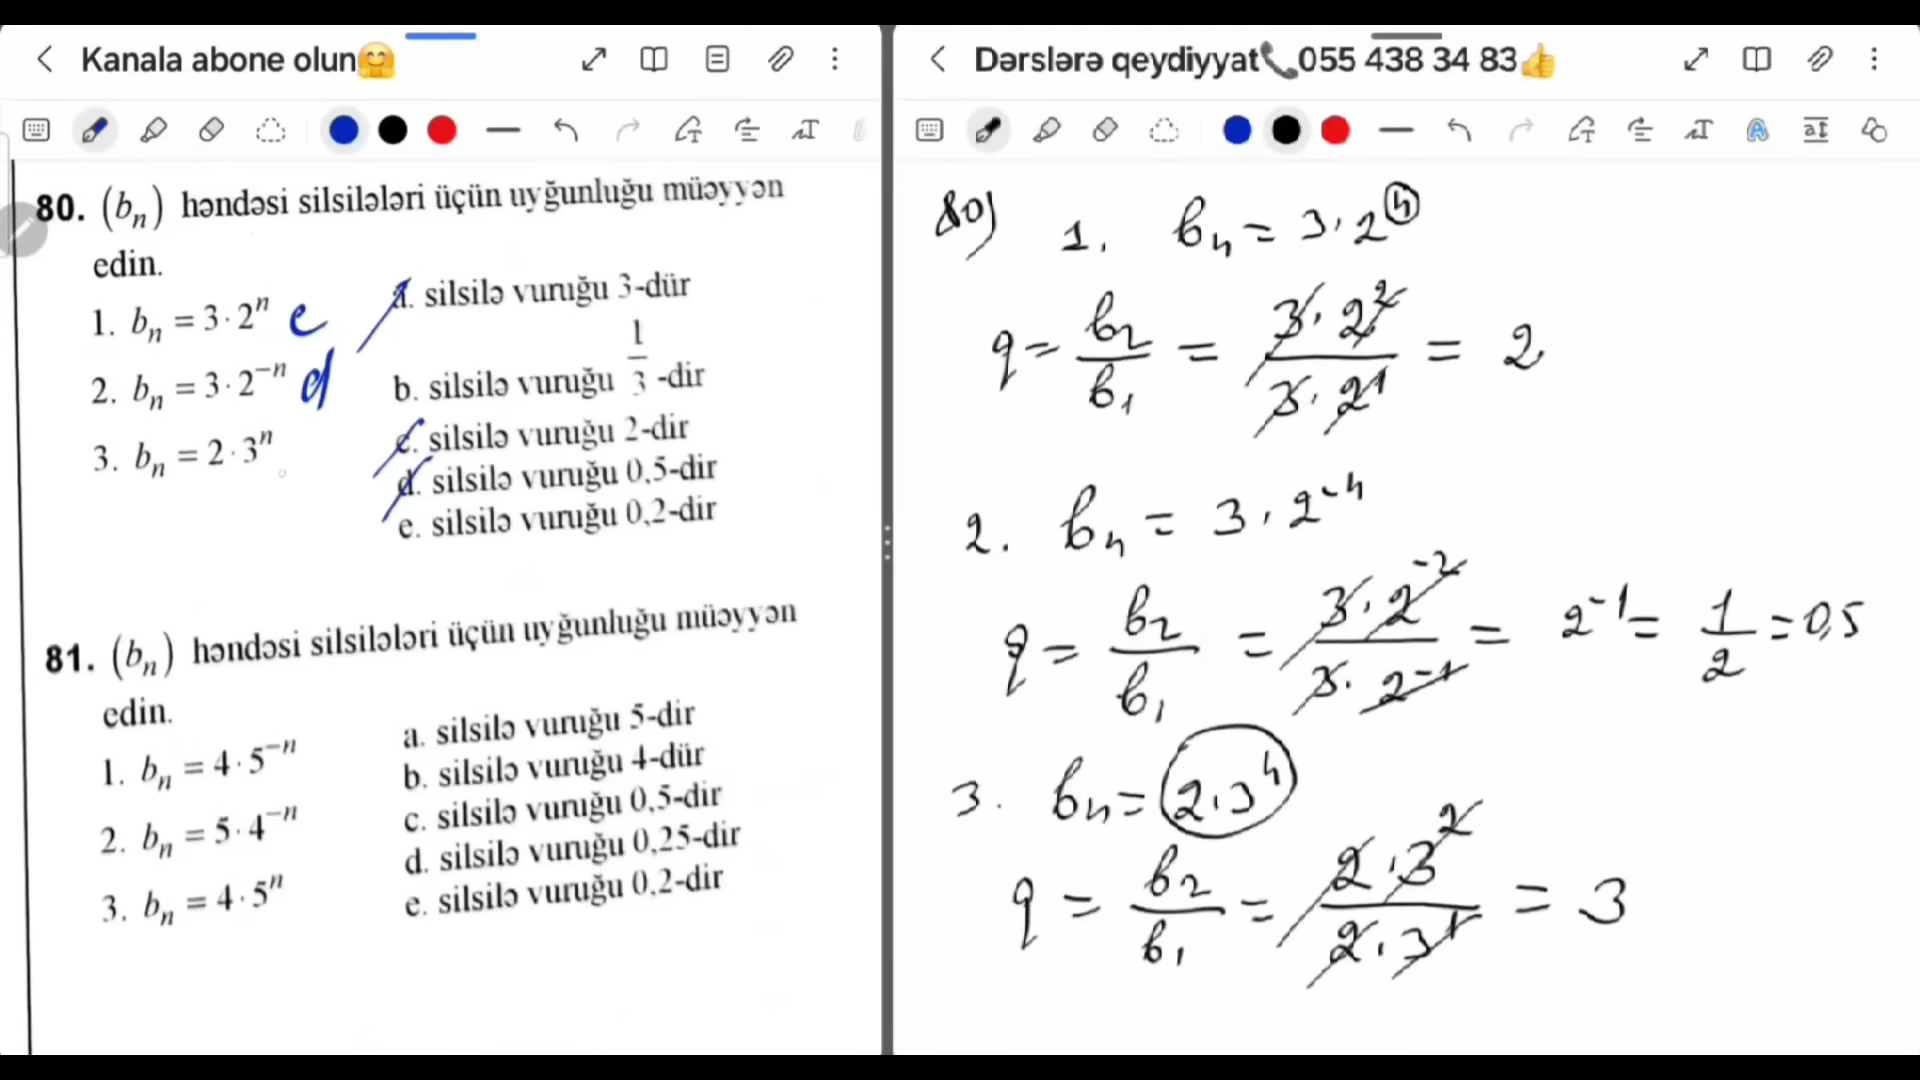 Kanala abone olun🤗
80. (bₙ) həndəsi silsilələri üçün uyğunluğu müəyyən
edin.
1. bₙ = 3·2ⁿ c
2. bₙ = 3·2⁻ⁿ d
3. bₙ = 2·3ⁿ
a. silsilə vuruğu 3-dür
b. silsilə vuruğu 1/3 -dir
c. silsilə vuruğu 2-dir
d. silsilə vuruğu 0,5-dir
e. silsilə vuruğu 0,2-dir
81. (bₙ) həndəsi silsilələri üçün uyğunluğu müəyyən
edin.
1. bₙ = 4·5⁻ⁿ
2. bₙ = 5·4⁻ⁿ
3. bₙ = 4·5ⁿ
a. silsilə vuruğu 5-dir
b. silsilə vuruğu 4-dür
c. silsilə vuruğu 0,5-dir
d. silsilə vuruğu 0,25-dir
e. silsilə vuruğu 0,2-dir
Dərslərə qeydiyyat📞055 438 34 83👍
80) 1. bₙ = 3·2ⁿ
q = b₂/b₁ = 3·2²/3·2¹ = 2
2. bₙ = 3·2⁻ⁿ
q = b₂/b₁ = 3·2⁻²/3·2⁻¹ = 2⁻¹ = 1/2 = 0,5
3. bₙ = 2·3ⁿ
q = b₂/b₁ = 2·3²/2·3¹ = 3